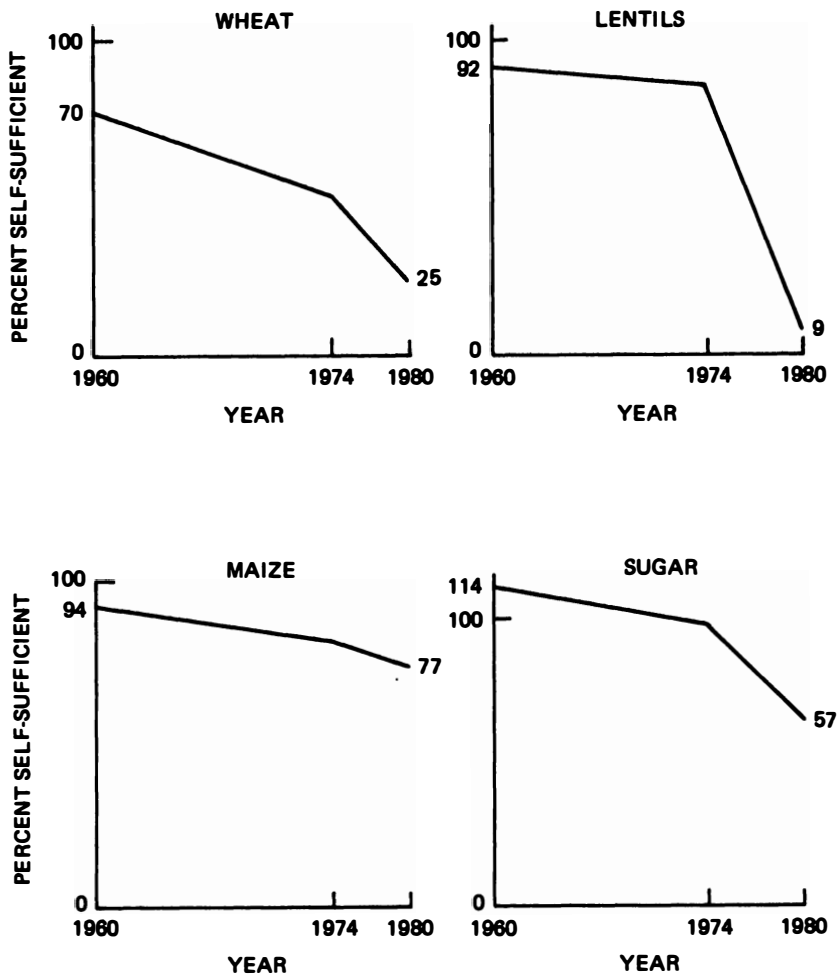 WHEAT
PERCENT SELF-SUFFICIENT
100
70
0
25
1960 1974 1980
YEAR
LENTILS
100
92
0
9
1960 1974 1980
YEAR
MAIZE
PERCENT SELF-SUFFICIENT
100
94
0
77
1960 1974 1980
YEAR
SUGAR
114
100
0
57
1960 1974 1980
YEAR